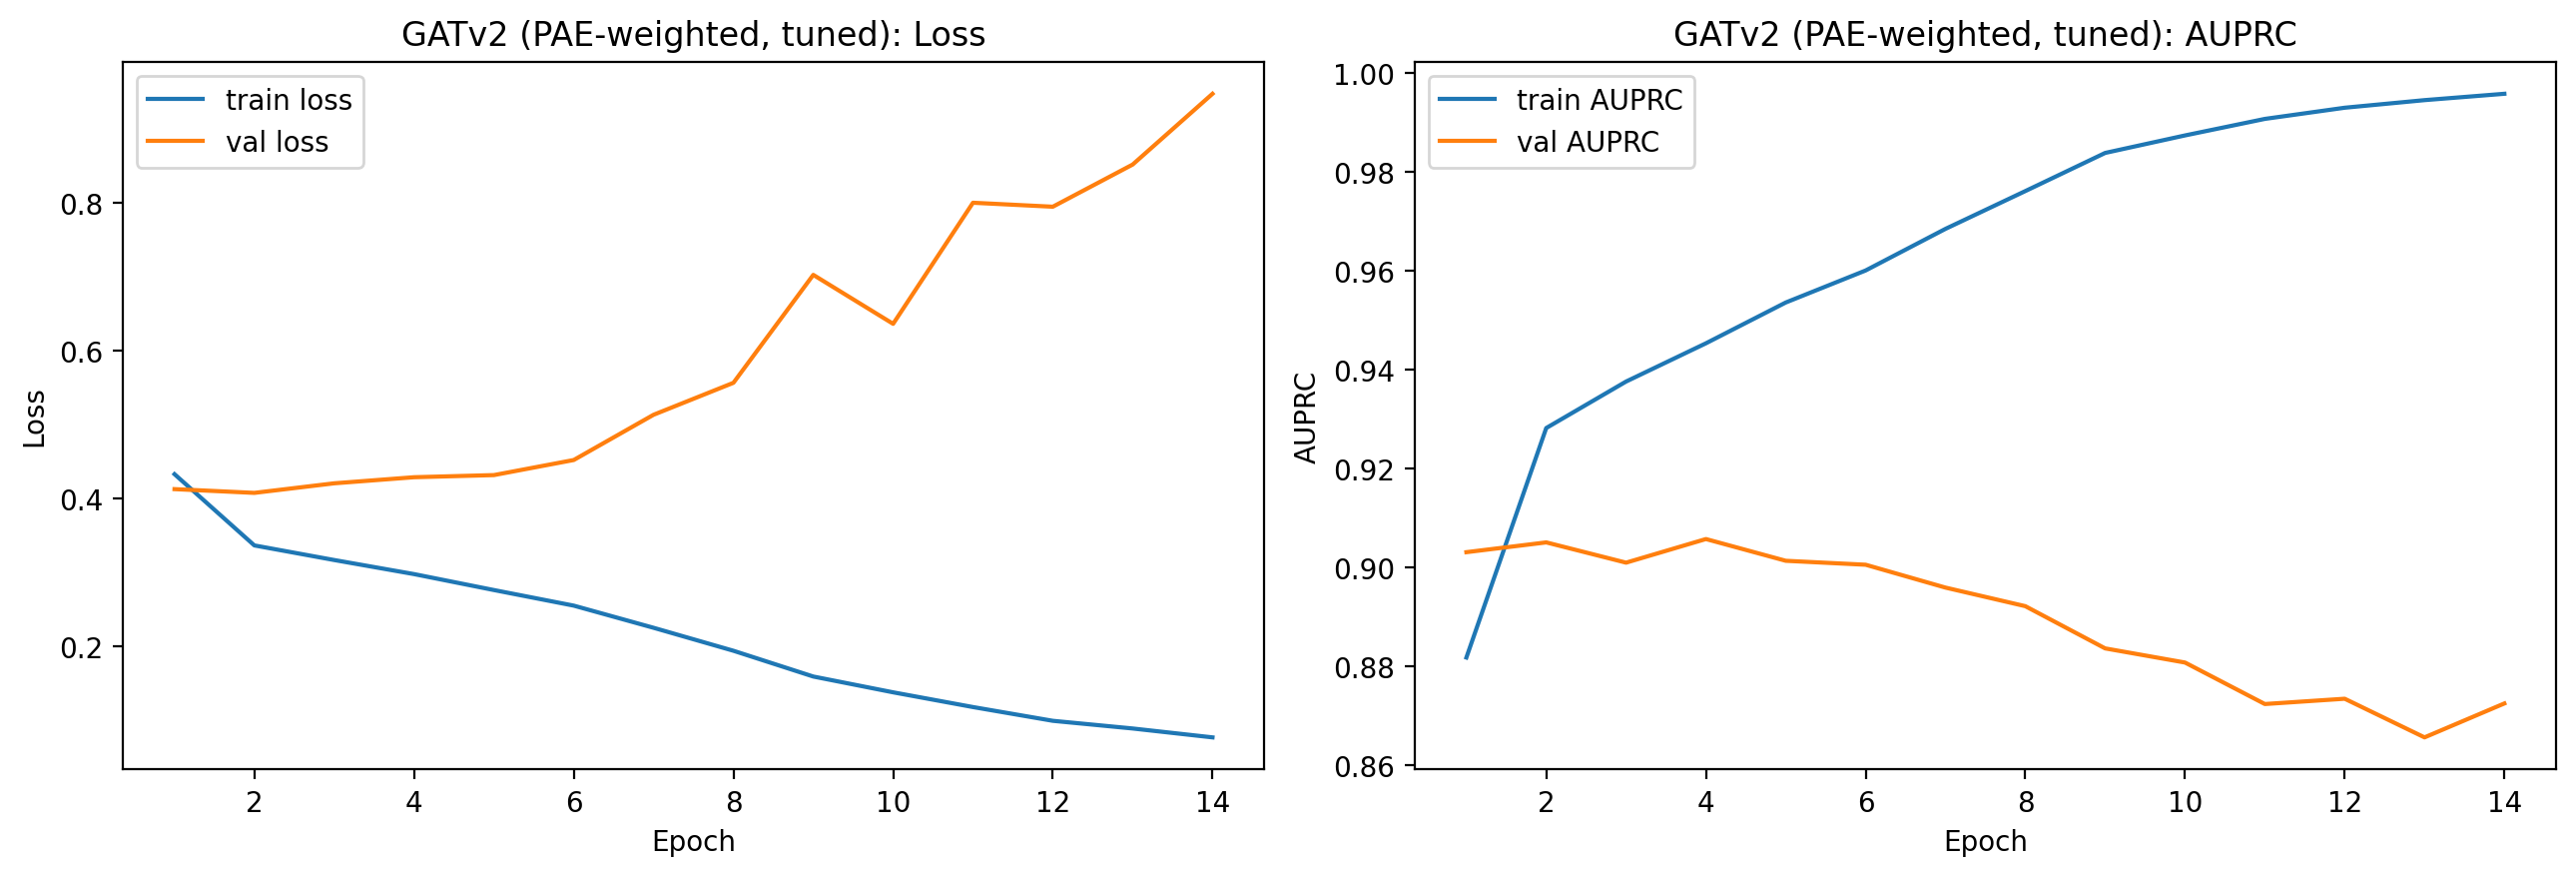 GATv2 (PAE-weighted, tuned): Loss
train loss
val loss
0.8
0.6
0.4
0.2
Loss
2 4 6 8 10 12 14
Epoch
GATv2 (PAE-weighted, tuned): AUPRC
train AUPRC
val AUPRC
1.00
0.98
0.96
0.94
0.92
0.90
0.88
0.86
AUPRC
2 4 6 8 10 12 14
Epoch